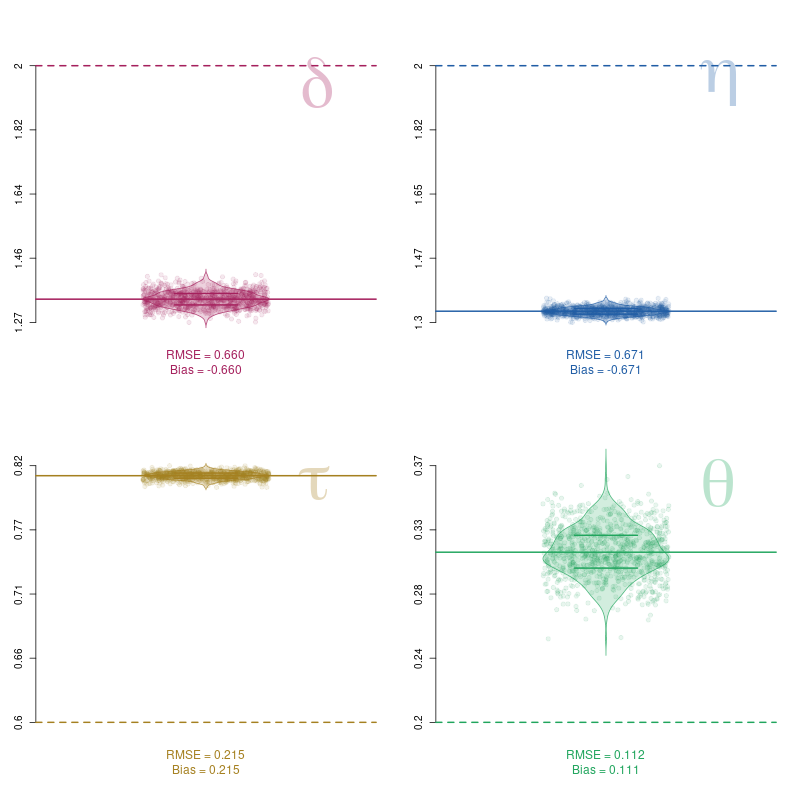 δ
2
1.82
1.64
1.46
1.27
RMSE = 0.660
Bias = -0.660
η
2
1.82
1.65
1.47
1.3
RMSE = 0.671
Bias = -0.671
τ
0.82
0.77
0.71
0.66
0.6
RMSE = 0.215
Bias = 0.215
θ
0.37
0.33
0.28
0.24
0.2
RMSE = 0.112
Bias = 0.111